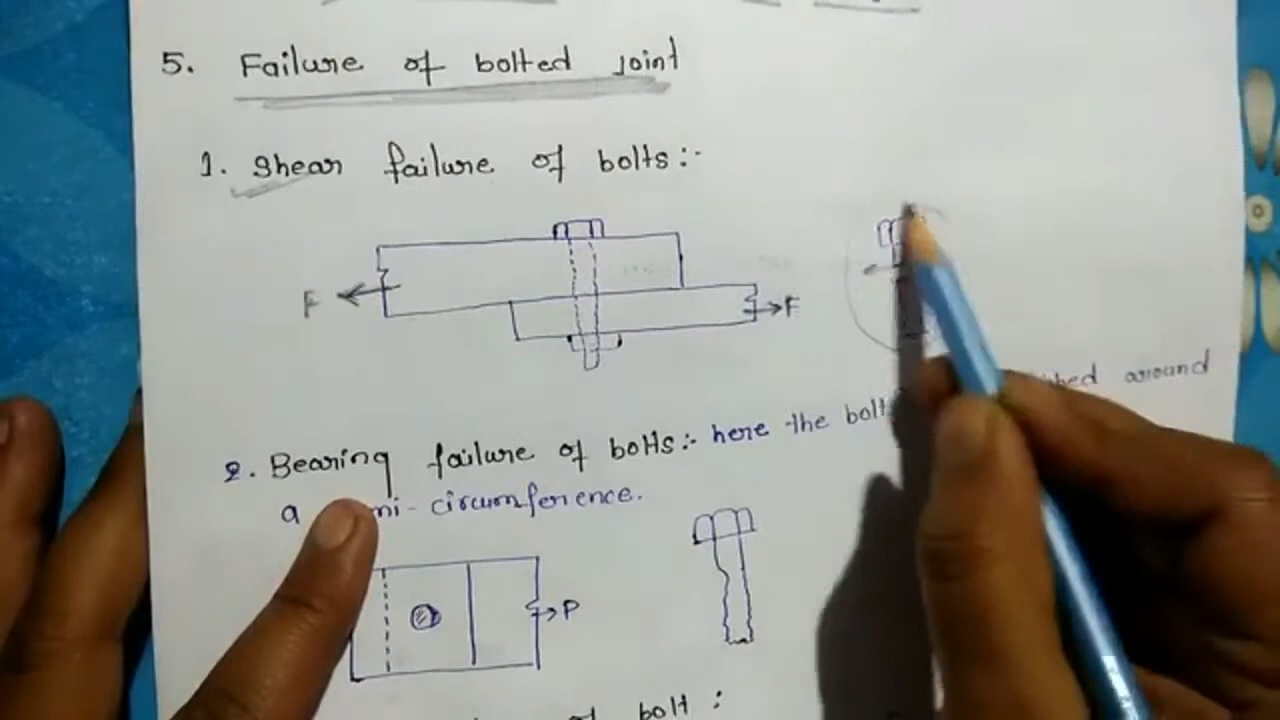 5. Failure of bolted joint
1. Shear failure of bolts:-
F
F
2. Bearing failure of bolts:- here the bolt around
a circumference.
P
of bolt :